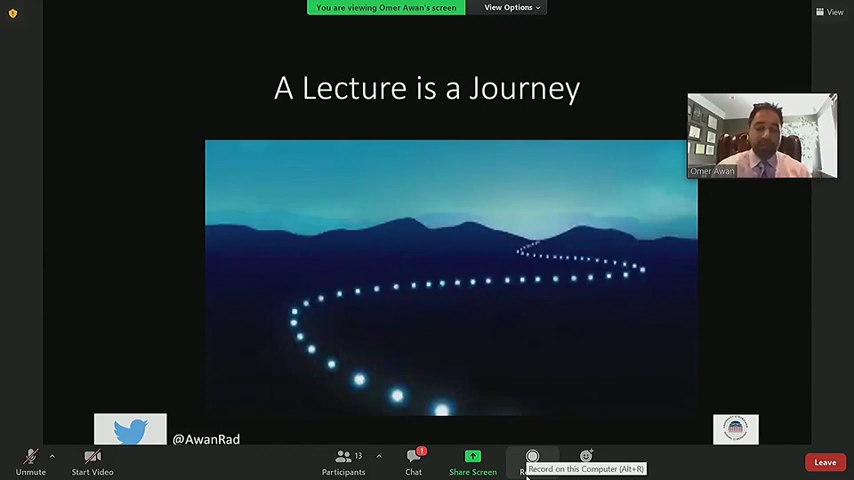 You are viewing Omer Awan's screen
View Options
View
A Lecture is a Journey
Omer Awan
@AwanRad
Unmute
Start Video
13
Participants
1
Chat
Share Screen
Record on this Computer (Alt+R)
Leave